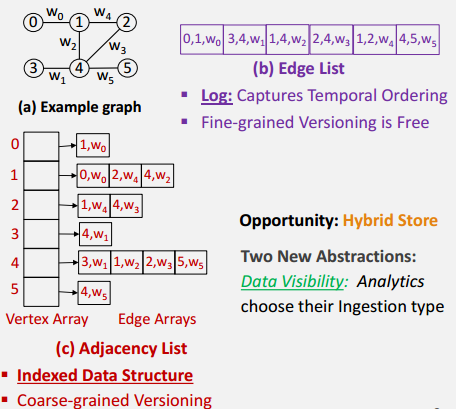 0 w₀ 1 w₄ 2
w₂ w₃
3 w₁ 4 w₅ 5
(a) Example graph
0,1,w₀ 3,4,w₁ 1,4,w₂ 2,4,w₃ 1,2,w₄ 4,5,w₅
(b) Edge List
▪ Log: Captures Temporal Ordering
▪ Fine-grained Versioning is Free
0 1,w₀
1 0,w₀ 2,w₄ 4,w₂
2 1,w₄ 4,w₃
3 4,w₁
4 3,w₁ 1,w₂ 2,w₃ 5,w₅
5 4,w₅
Vertex Array Edge Arrays
(c) Adjacency List
▪ Indexed Data Structure
▪ Coarse-grained Versioning
Opportunity: Hybrid Store
Two New Abstractions:
Data Visibility: Analytics
choose their Ingestion type